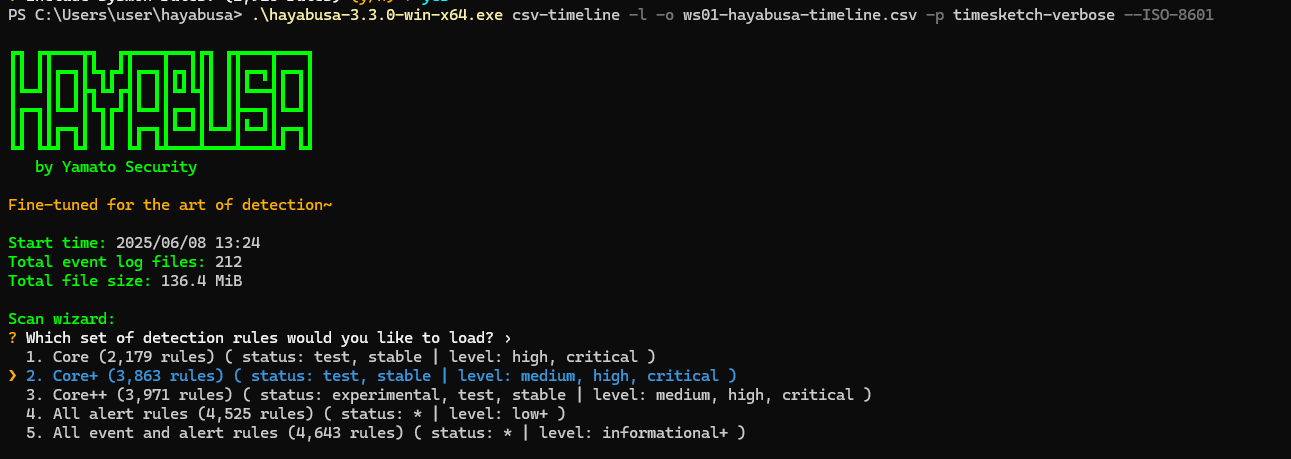 PS C:\Users\user\hayabusa> .\hayabusa-3.3.0-win-x64.exe csv-timeline -l -o ws01-hayabusa-timeline.csv -p timesketch-verbose --ISO-8601
HAYABUSA
by Yamato Security
Fine-tuned for the art of detection~
Start time: 2025/06/08 13:24
Total event log files: 212
Total file size: 136.4 MiB
Scan wizard:
? Which set of detection rules would you like to load? ›
1. Core (2,179 rules) ( status: test, stable | level: high, critical )
❯ 2. Core+ (3,863 rules) ( status: test, stable | level: medium, high, critical )
3. Core++ (3,971 rules) ( status: experimental, test, stable | level: medium, high, critical )
4. All alert rules (4,525 rules) ( status: * | level: low+ )
5. All event and alert rules (4,643 rules) ( status: * | level: informational+ )